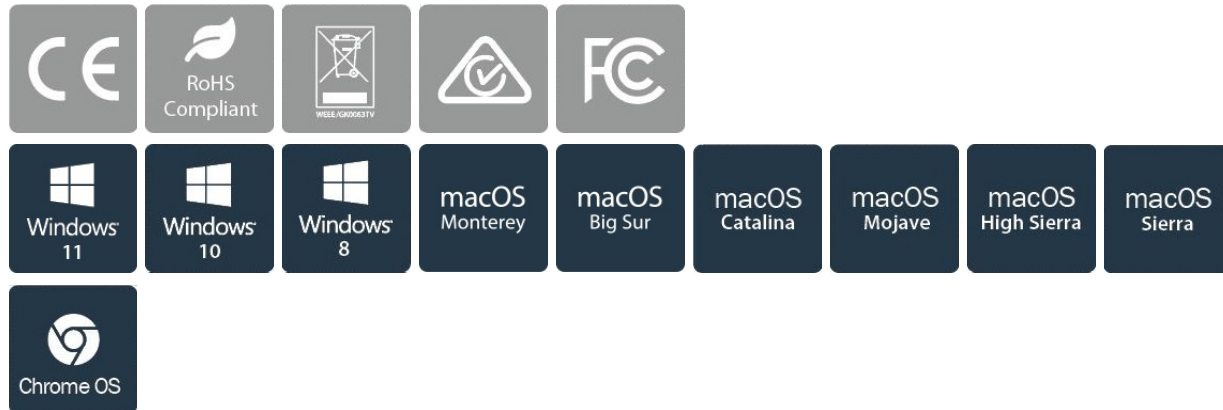 CE
RoHS
Compliant
WEEE/GK0063TV
FC
Windows
11
Windows
10
Windows
8
macOS
Monterey
macOS
Big Sur
macOS
Catalina
macOS
Mojave
macOS
High Sierra
macOS
Sierra
Chrome OS